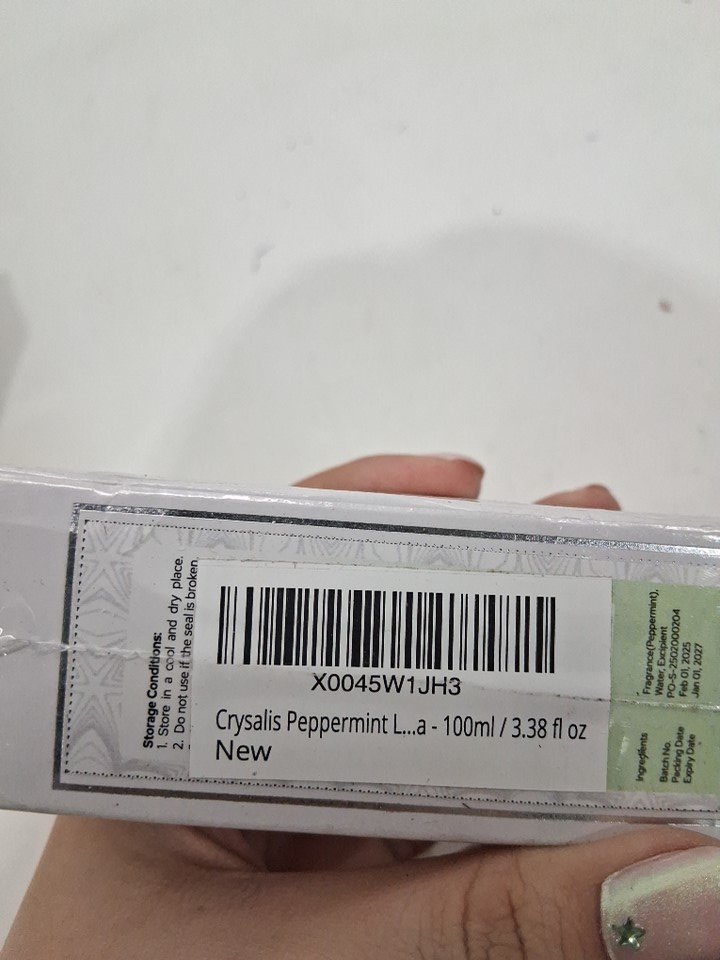 Storage Conditions:
1. Store in a cool and dry place.
2. Do not use if the seal is broken
X0045W1JH3
Crysalis Peppermint L...a - 100ml / 3.38 fl oz
New
Ingredients
Fragrance(Peppermint),
Water, Excipient
Batch No. PO-S-2502000204
Packing Date Feb 01, 2025
Expiry Date Jan 01, 2027